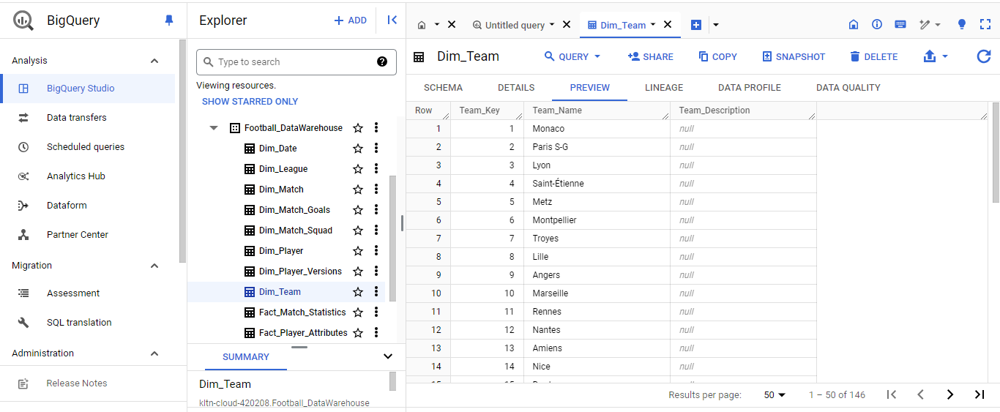 BigQuery
Analysis
BigQuery Studio
Data transfers
Scheduled queries
Analytics Hub
Dataform
Partner Center
Migration
Assessment
SQL translation
Administration
Release Notes
Explorer
ADD
Type to search
Viewing resources.
SHOW STARRED ONLY
Football_DataWarehouse
Dim_Date
Dim_League
Dim_Match
Dim_Match_Goals
Dim_Match_Squad
Dim_Player
Dim_Player_Versions
Dim_Team
Fact_Match_Statistics
Fact_Player_Attributes
SUMMARY
Dim_Team
kltn-cloud-420208.Football_DataWarehouse
Untitled query Dim_Team
Dim_Team QUERY SHARE COPY SNAPSHOT DELETE
SCHEMA DETAILS PREVIEW LINEAGE DATA PROFILE DATA QUALITY
Row Team_Key Team_Name Team_Description
1 1 Monaco null
2 2 Paris S-G null
3 3 Lyon null
4 4 Saint-Étienne null
5 5 Metz null
6 6 Montpellier null
7 7 Troyes null
8 8 Lille null
9 9 Angers null
10 10 Marseille null
11 11 Rennes null
12 12 Nantes null
13 13 Amiens null
14 14 Nice null
Results per page: 50 1 – 50 of 146